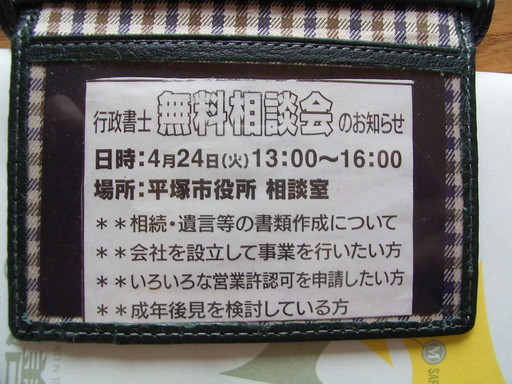 行政書士 無料相談会 のお知らせ
日時:4月24日(火)13:00~16:00
場所:平塚市役所 相談室
**相続・遺言等の書類作成について
**会社を設立して事業を行いたい方
**いろいろな営業許認可を申請したい方
**成年後見を検討している方